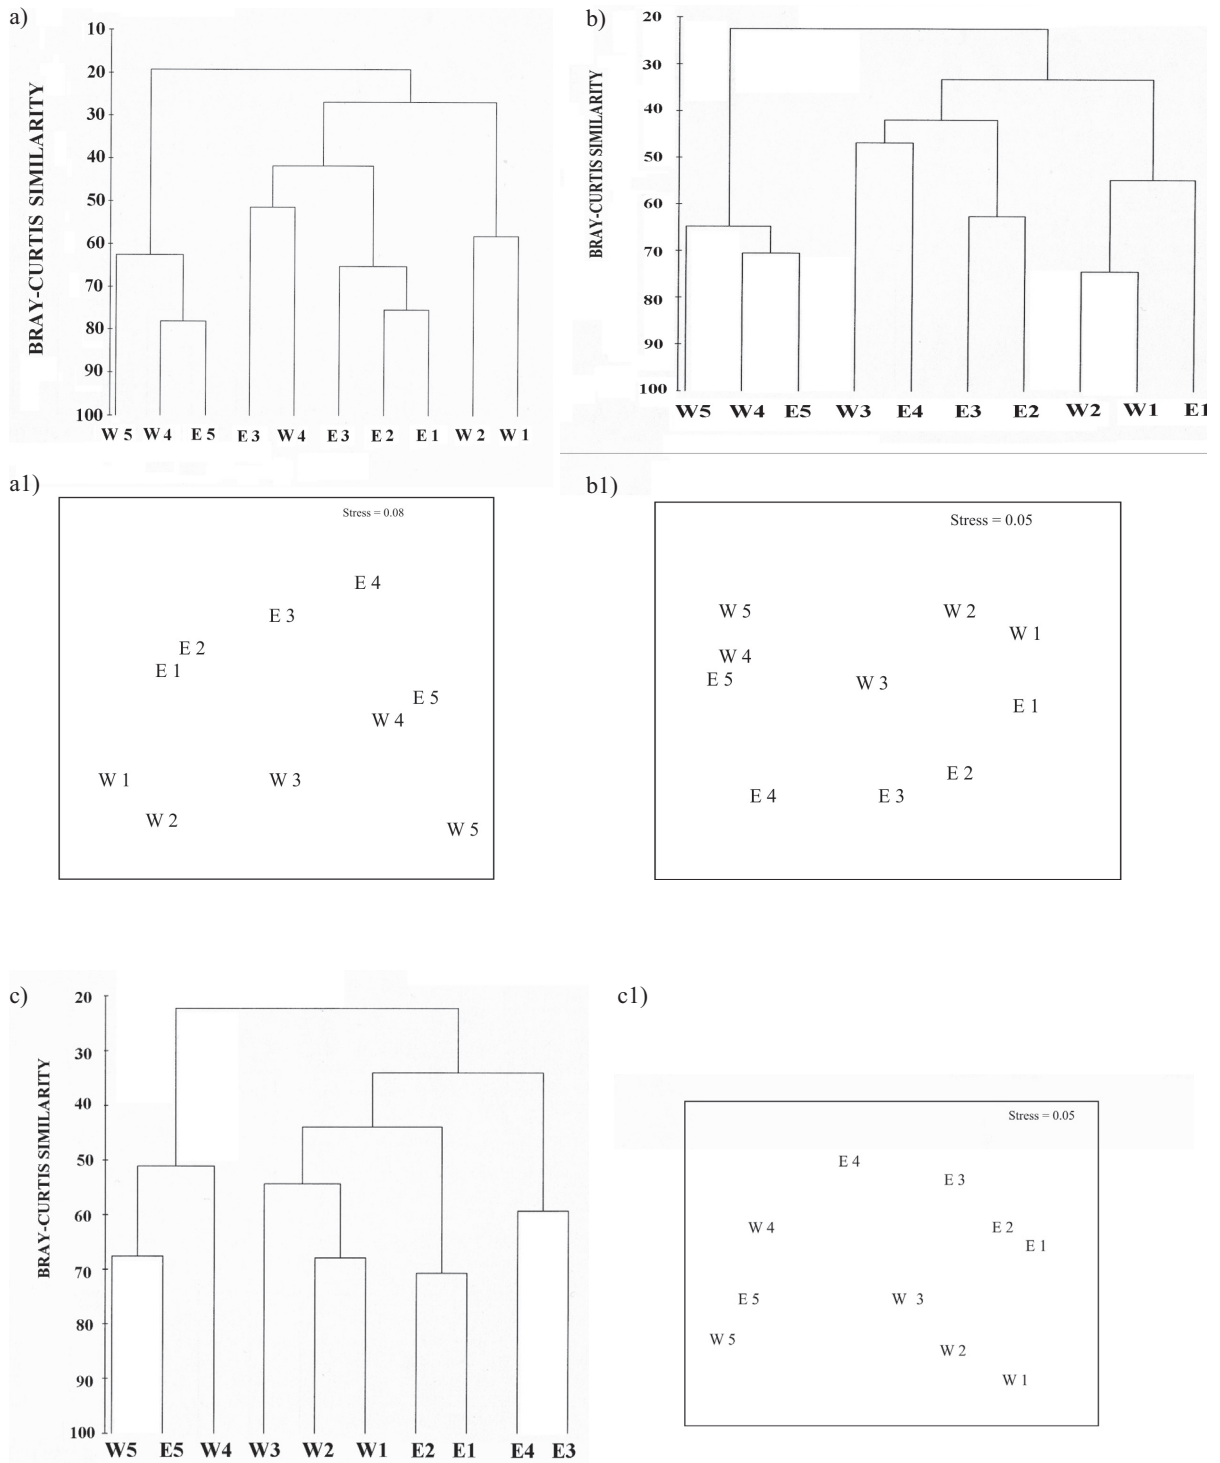 a)
BRAY-CURTIS SIMILARITY
10
20
30
40
50
60
70
80
90
100
W 5 W 4 E 5 E 3 W 4 E 3 E 2 E 1 W 2 W 1
b)
BRAY-CURTIS SIMILARITY
20
30
40
50
60
70
80
90
100
W5 W4 E5 W3 E4 E3 E2 W2 W1 E1
a1)
Stress = 0.08
E 4
E 3
E 2
E 1
E 5
W 4
W 1 W 3
W 2
W 5
b1)
Stress = 0.05
W 5 W 2
W 1
W 4
E 5 W 3
E 1
E 2
E 4 E 3
c)
BRAY-CURTIS SIMILARITY
20
30
40
50
60
70
80
90
100
W5 E5 W4 W3 W2 W1 E2 E1 E4 E3
c1)
Stress = 0.05
E 4
E 3
W 4 E 2
E 1
E 5 W 3
W 5
W 2
W 1